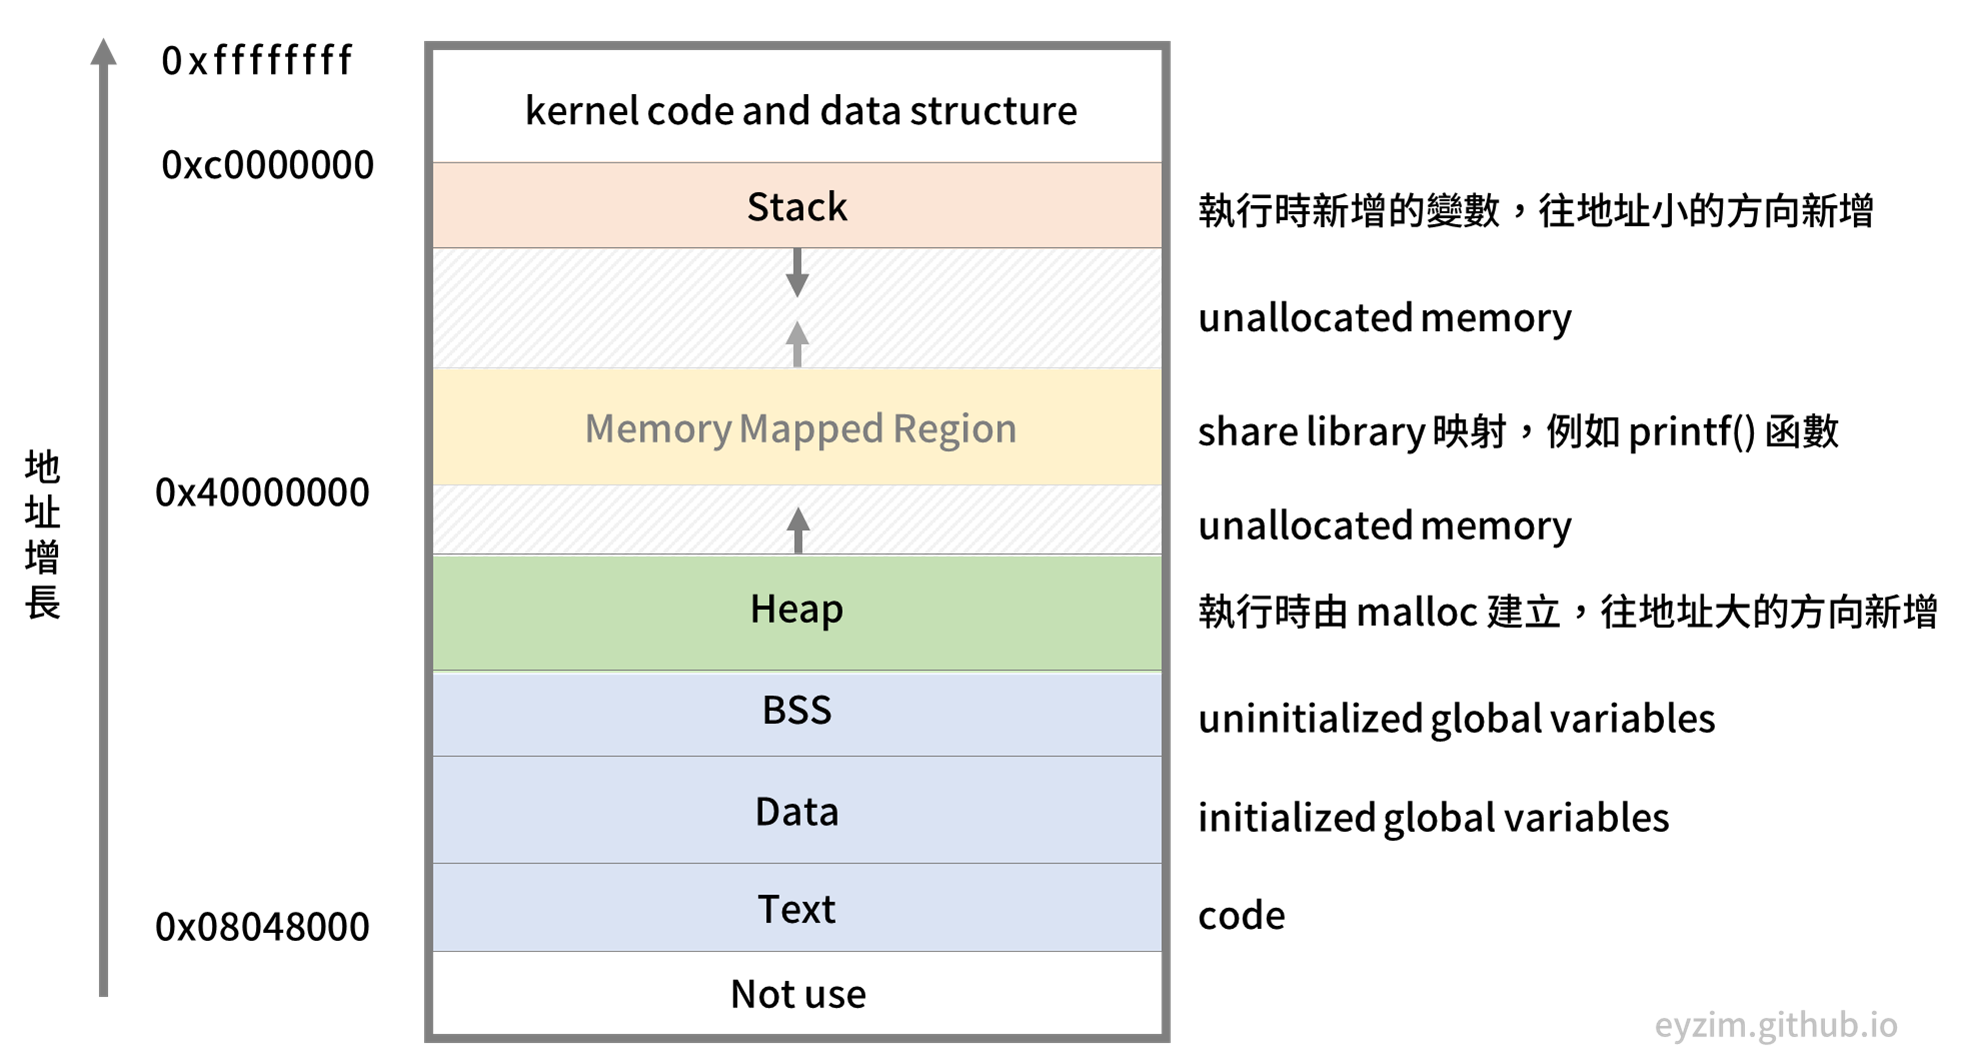 0xffffffff
kernel code and data structure
0xc0000000
Stack
執行時新增的變數，往地址小的方向新增
unallocated memory
Memory Mapped Region
share library 映射，例如 printf() 函數
地址增長
0x40000000
unallocated memory
Heap
執行時由 malloc 建立，往地址大的方向新增
BSS
uninitialized global variables
Data
initialized global variables
Text
code
0x08048000
Not use
eyzim.github.io